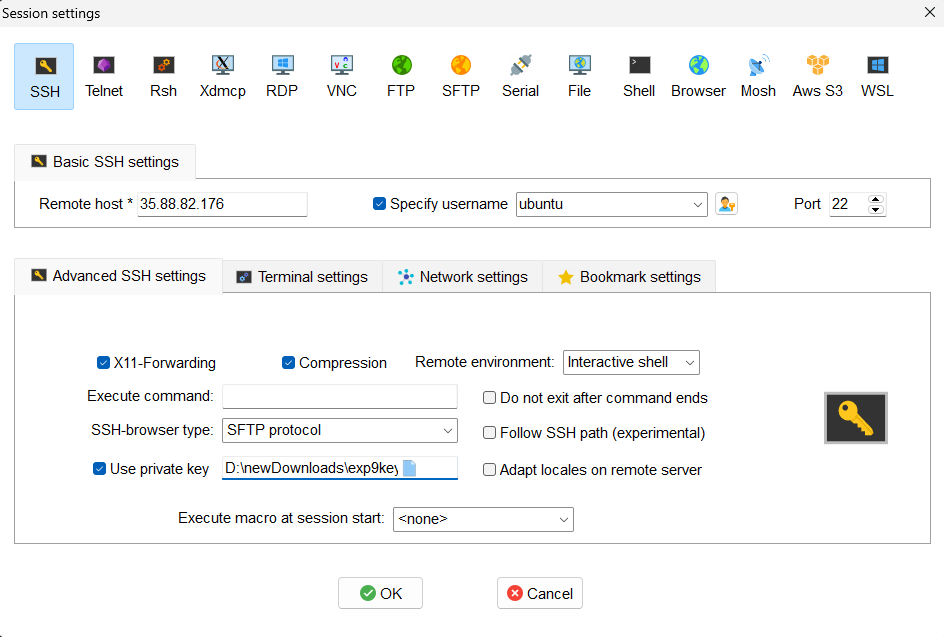 Session settings
SSH Telnet Rsh Xdmcp RDP VNC FTP SFTP Serial File Shell Browser Mosh Aws S3 WSL
Basic SSH settings
Remote host * 35.88.82.176 Specify username ubuntu Port 22
Advanced SSH settings Terminal settings Network settings Bookmark settings
X11-Forwarding Compression Remote environment: Interactive shell
Execute command: Do not exit after command ends
SSH-browser type: SFTP protocol Follow SSH path (experimental)
Use private key D:\newDownloads\exp9key Adapt locales on remote server
Execute macro at session start: <none>
OK Cancel